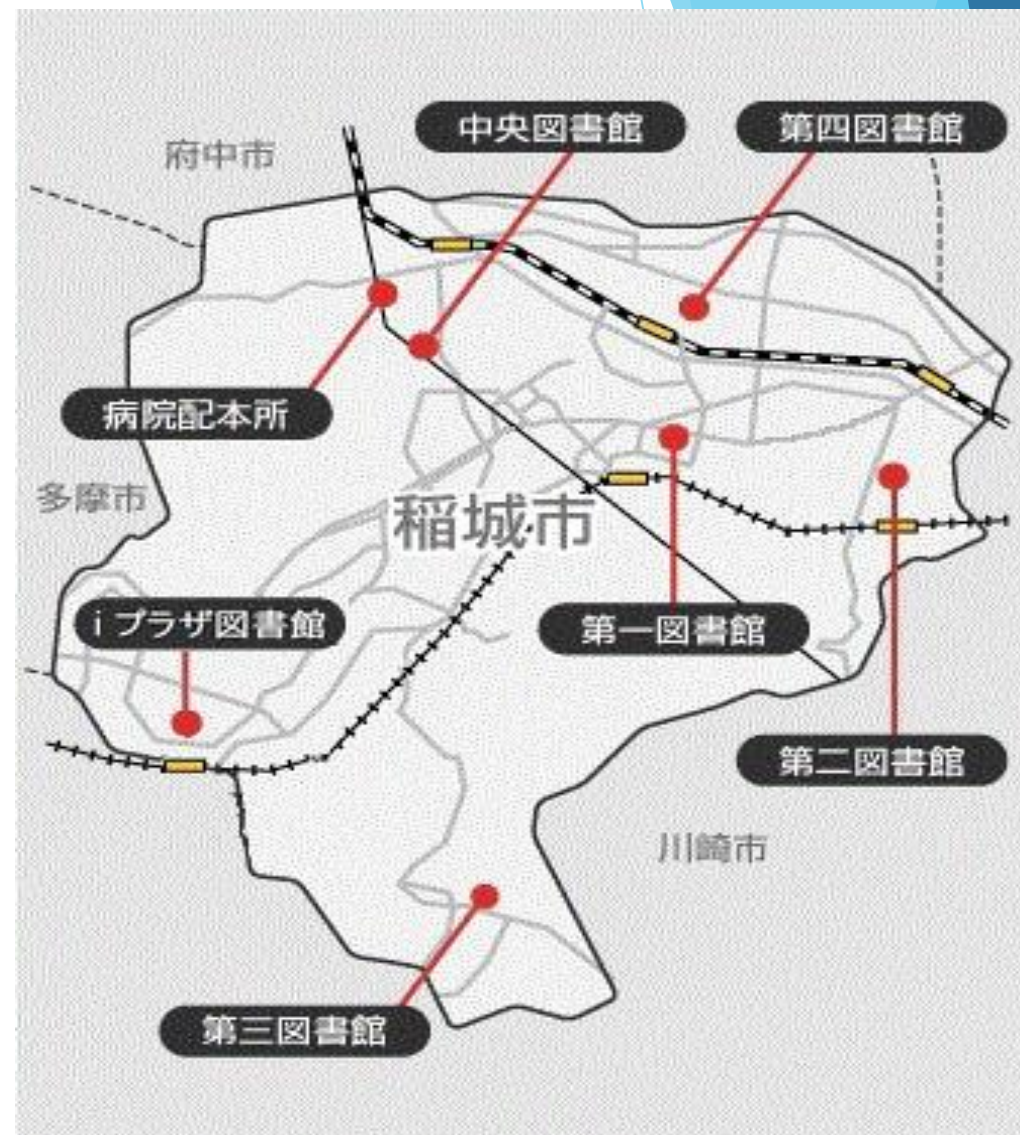 中央図書館
第四図書館
府中市
病院配本所
多摩市
稲城市
iプラザ図書館
第一図書館
第二図書館
川崎市
第三図書館